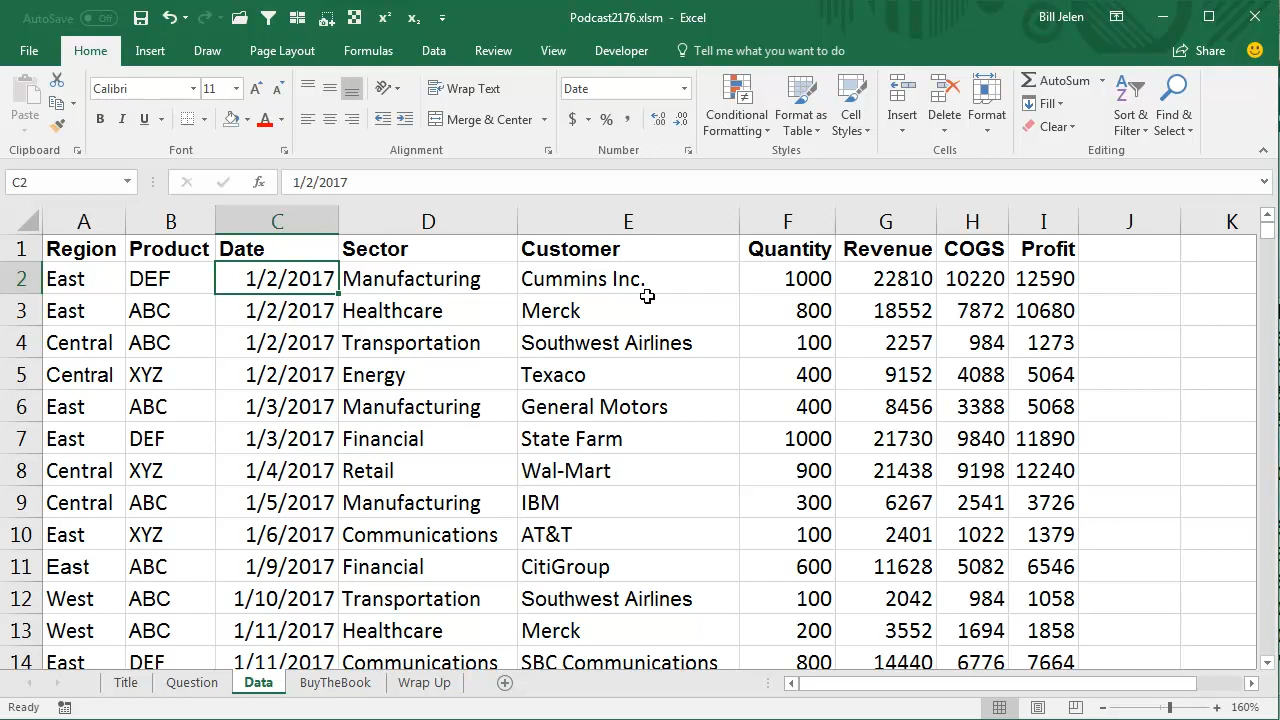 AutoSave Off Podcast2176.xlsm - Excel Bill Jelen
File Home Insert Draw Page Layout Formulas Data Review View Developer Tell me what you want to do Share
Paste
Clipboard
Calibri 11
B I U A
Font
Wrap Text
Merge & Center
Alignment
Date
$ % ,
Number
Conditional Formatting
Format as Table
Cell Styles
Styles
Insert Delete Format
Cells
AutoSum
Fill
Clear
Sort & Filter
Find & Select
Editing
C2 fx 1/2/2017
A B C D E F G H I J K
1 Region Product Date Sector Customer Quantity Revenue COGS Profit
2 East DEF 1/2/2017 Manufacturing Cummins Inc. 1000 22810 10220 12590
3 East ABC 1/2/2017 Healthcare Merck 800 18552 7872 10680
4 Central ABC 1/2/2017 Transportation Southwest Airlines 100 2257 984 1273
5 Central XYZ 1/2/2017 Energy Texaco 400 9152 4088 5064
6 East ABC 1/3/2017 Manufacturing General Motors 400 8456 3388 5068
7 East DEF 1/3/2017 Financial State Farm 1000 21730 9840 11890
8 Central XYZ 1/4/2017 Retail Wal-Mart 900 21438 9198 12240
9 Central ABC 1/5/2017 Manufacturing IBM 300 6267 2541 3726
10 East XYZ 1/6/2017 Communications AT&T 100 2401 1022 1379
11 East ABC 1/9/2017 Financial CitiGroup 600 11628 5082 6546
12 West ABC 1/10/2017 Transportation Southwest Airlines 100 2042 984 1058
13 West ABC 1/11/2017 Healthcare Merck 200 3552 1694 1858
14 East DEF 1/11/2017 Communications SBC Communications 800 14440 6776 7664
Title Question Data BuyTheBook Wrap Up
Ready 160%